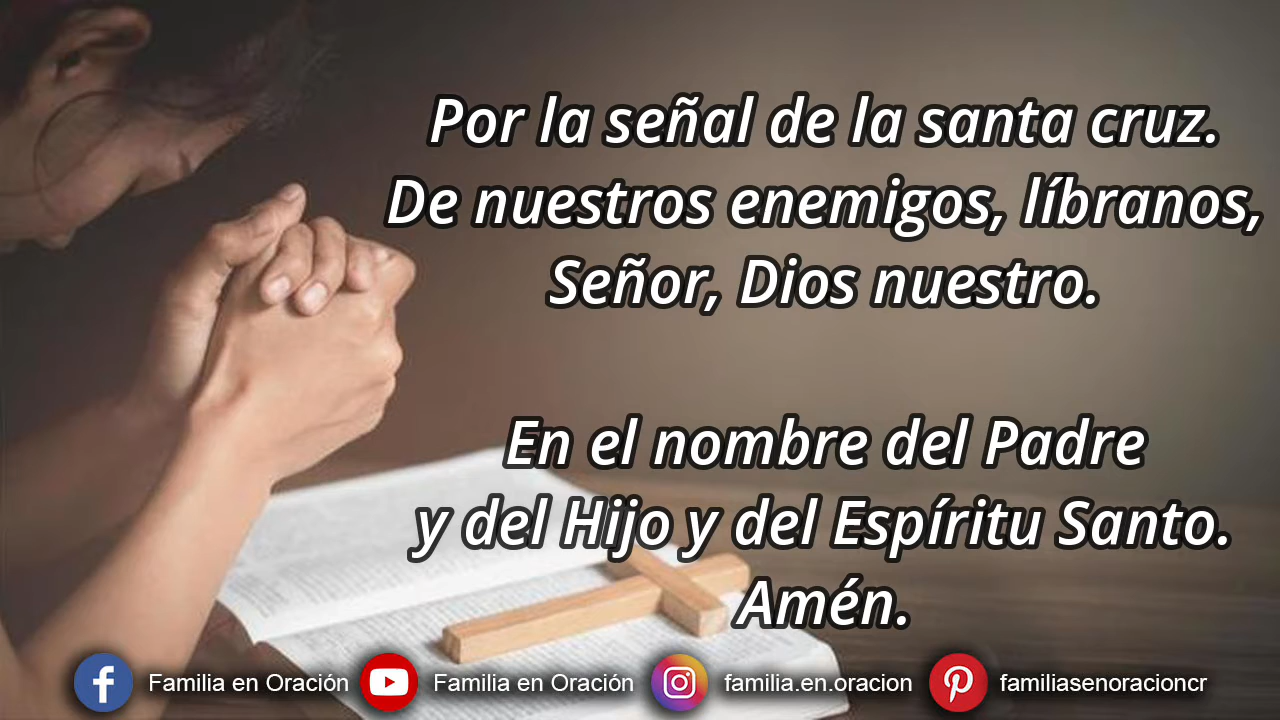 Por la señal de la santa cruz.
De nuestros enemigos, líbranos,
Señor, Dios nuestro.
En el nombre del Padre
y del Hijo y del Espíritu Santo.
Amén.
Familia en Oración
Familia en Oración
familia.en.oracion
familiasenoracioncr